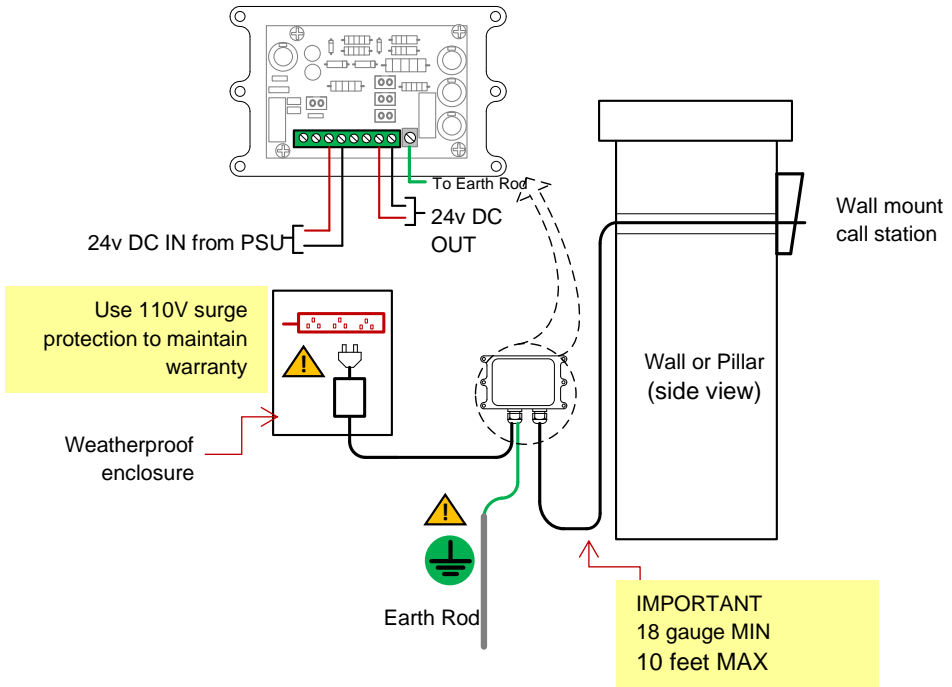 To Earth Rod
24v DC IN from PSU
24v DC
OUT
Wall mount
call station
Use 110V surge
protection to maintain
warranty
Wall or Pillar
(side view)
Weatherproof
enclosure
Earth Rod
IMPORTANT
18 gauge MIN
10 feet MAX